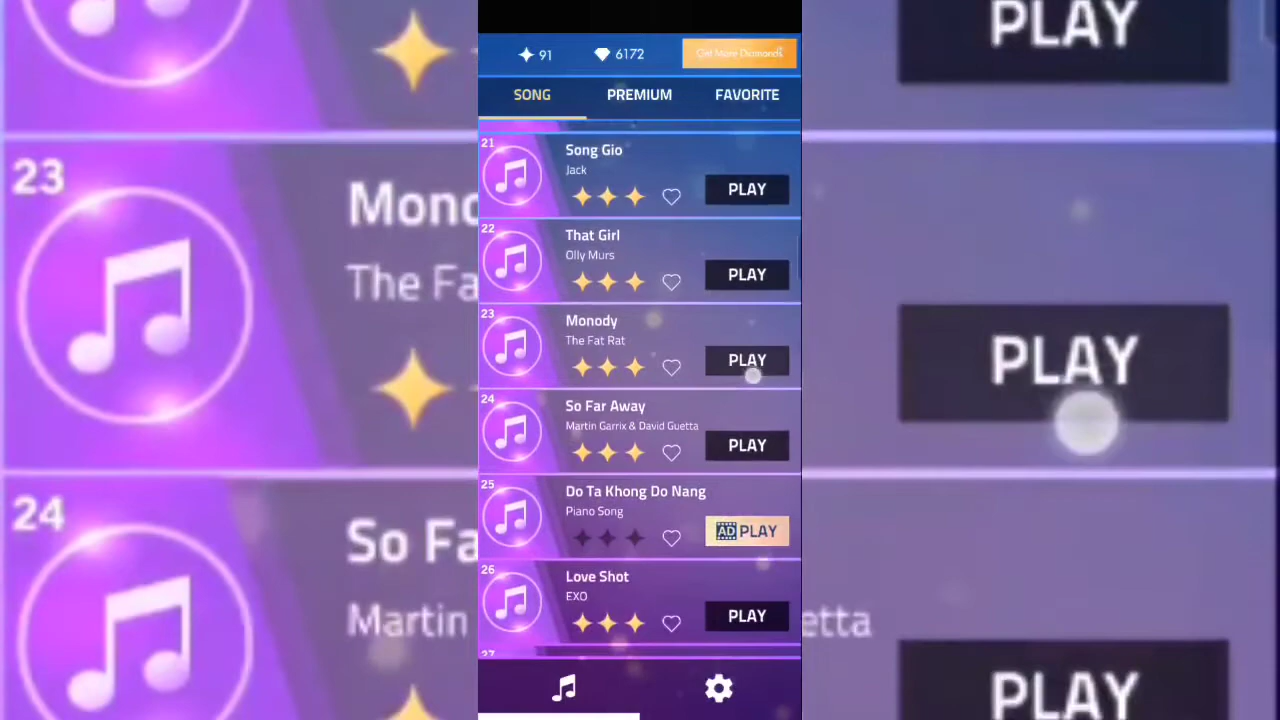 91 6172 Get More Diamonds
SONG PREMIUM FAVORITE
21
Song Gio
Jack
PLAY
22
That Girl
Olly Murs
PLAY
23
Monody
The Fat Rat
PLAY
24
So Far Away
Martin Garrix & David Guetta
PLAY
25
Do Ta Khong Do Nang
Piano Song
AD PLAY
26
Love Shot
EXO
PLAY
27
PLAY
23
Mono
The Fa
PLAY
24
So Fa
Martin
etta
PLAY